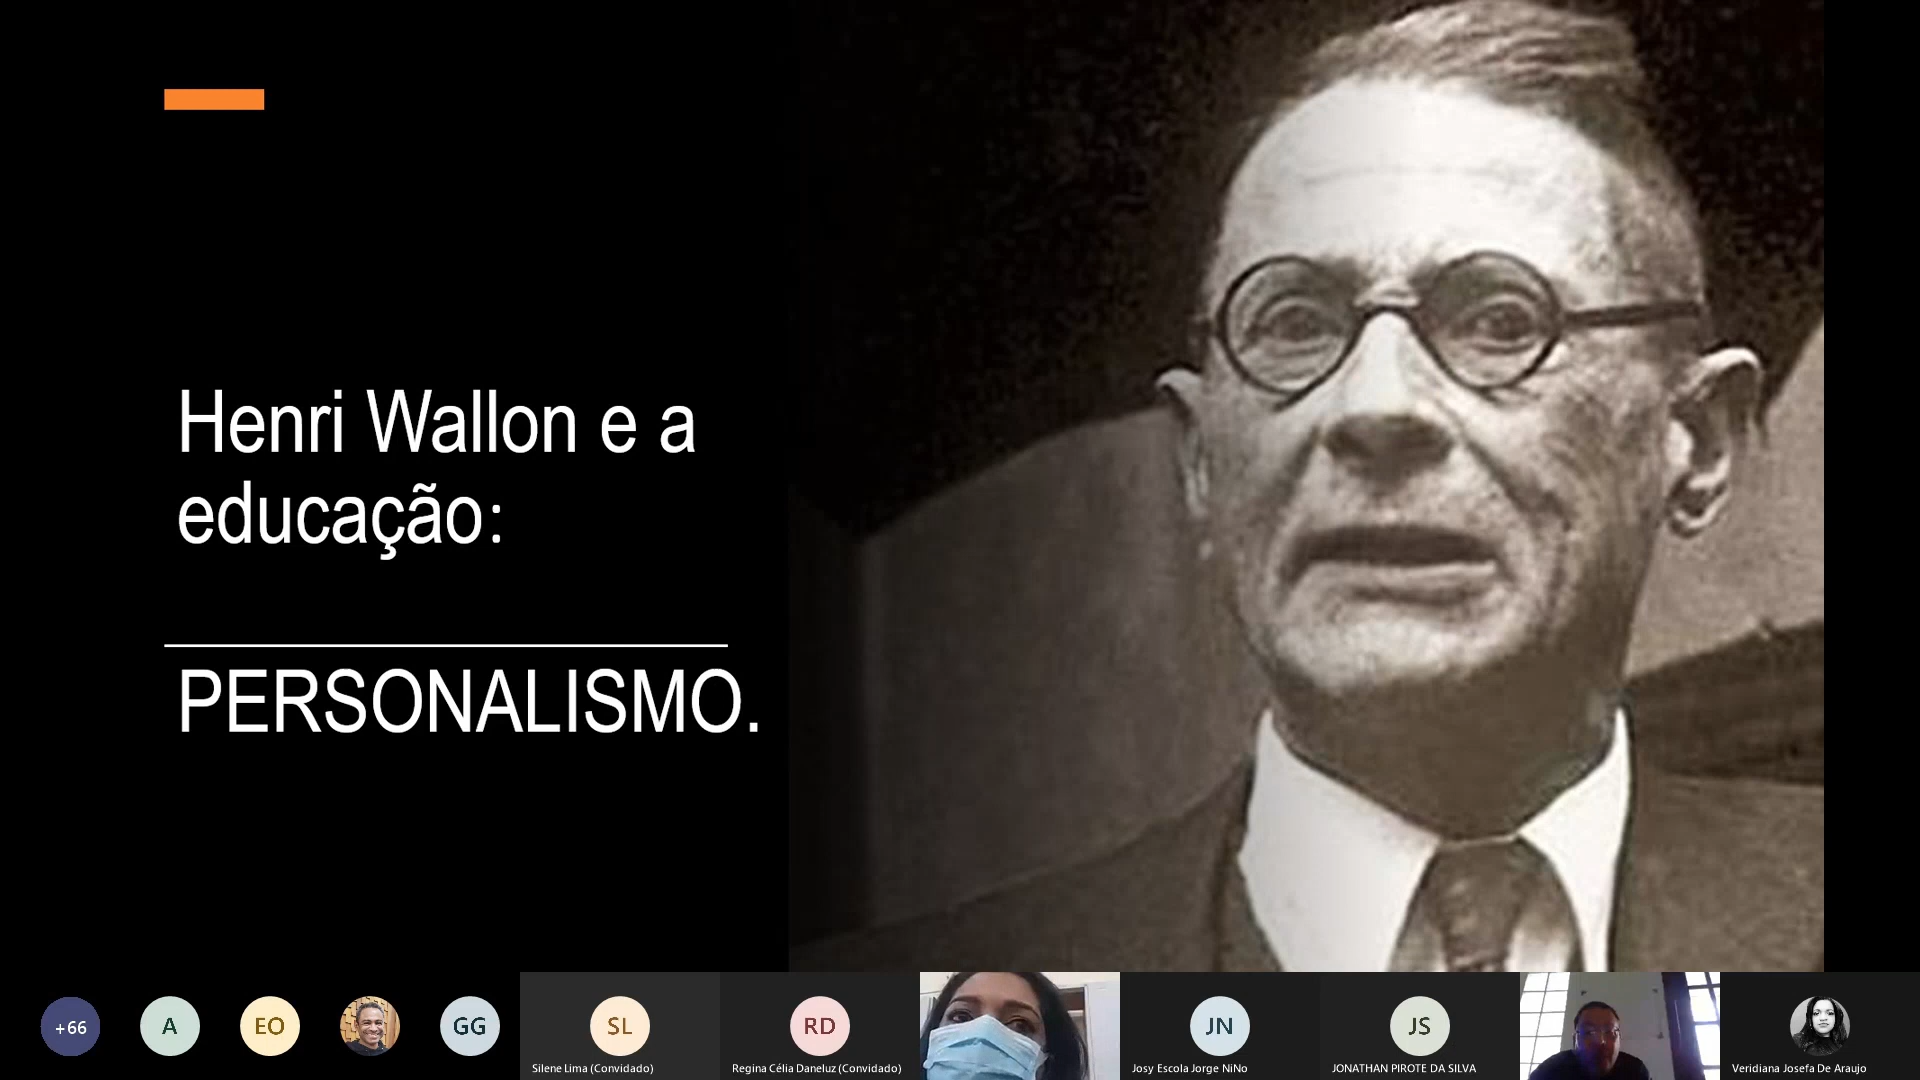 Henri Wallon e a
educação:
PERSONALISMO.
+66
A
EO
GG
SL
Silene Lima (Convidado)
RD
Regina Célia Daneluz (Convidado)
JN
Josy Escola Jorge NiNo
JS
JONATHAN PIROTE DA SILVA
Veridiana Josefa De Araujo